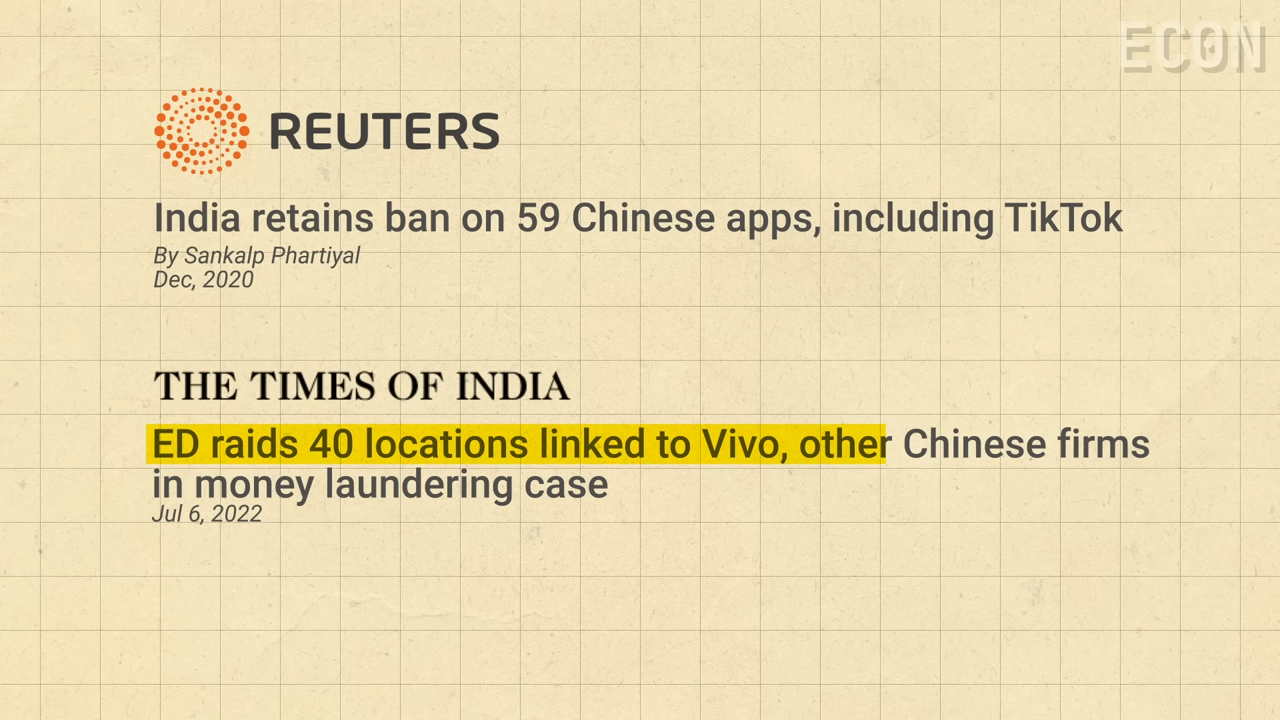 ECON
REUTERS
India retains ban on 59 Chinese apps, including TikTok
By Sankalp Phartiyal
Dec, 2020
THE TIMES OF INDIA
ED raids 40 locations linked to Vivo, other Chinese firms
in money laundering case
Jul 6, 2022